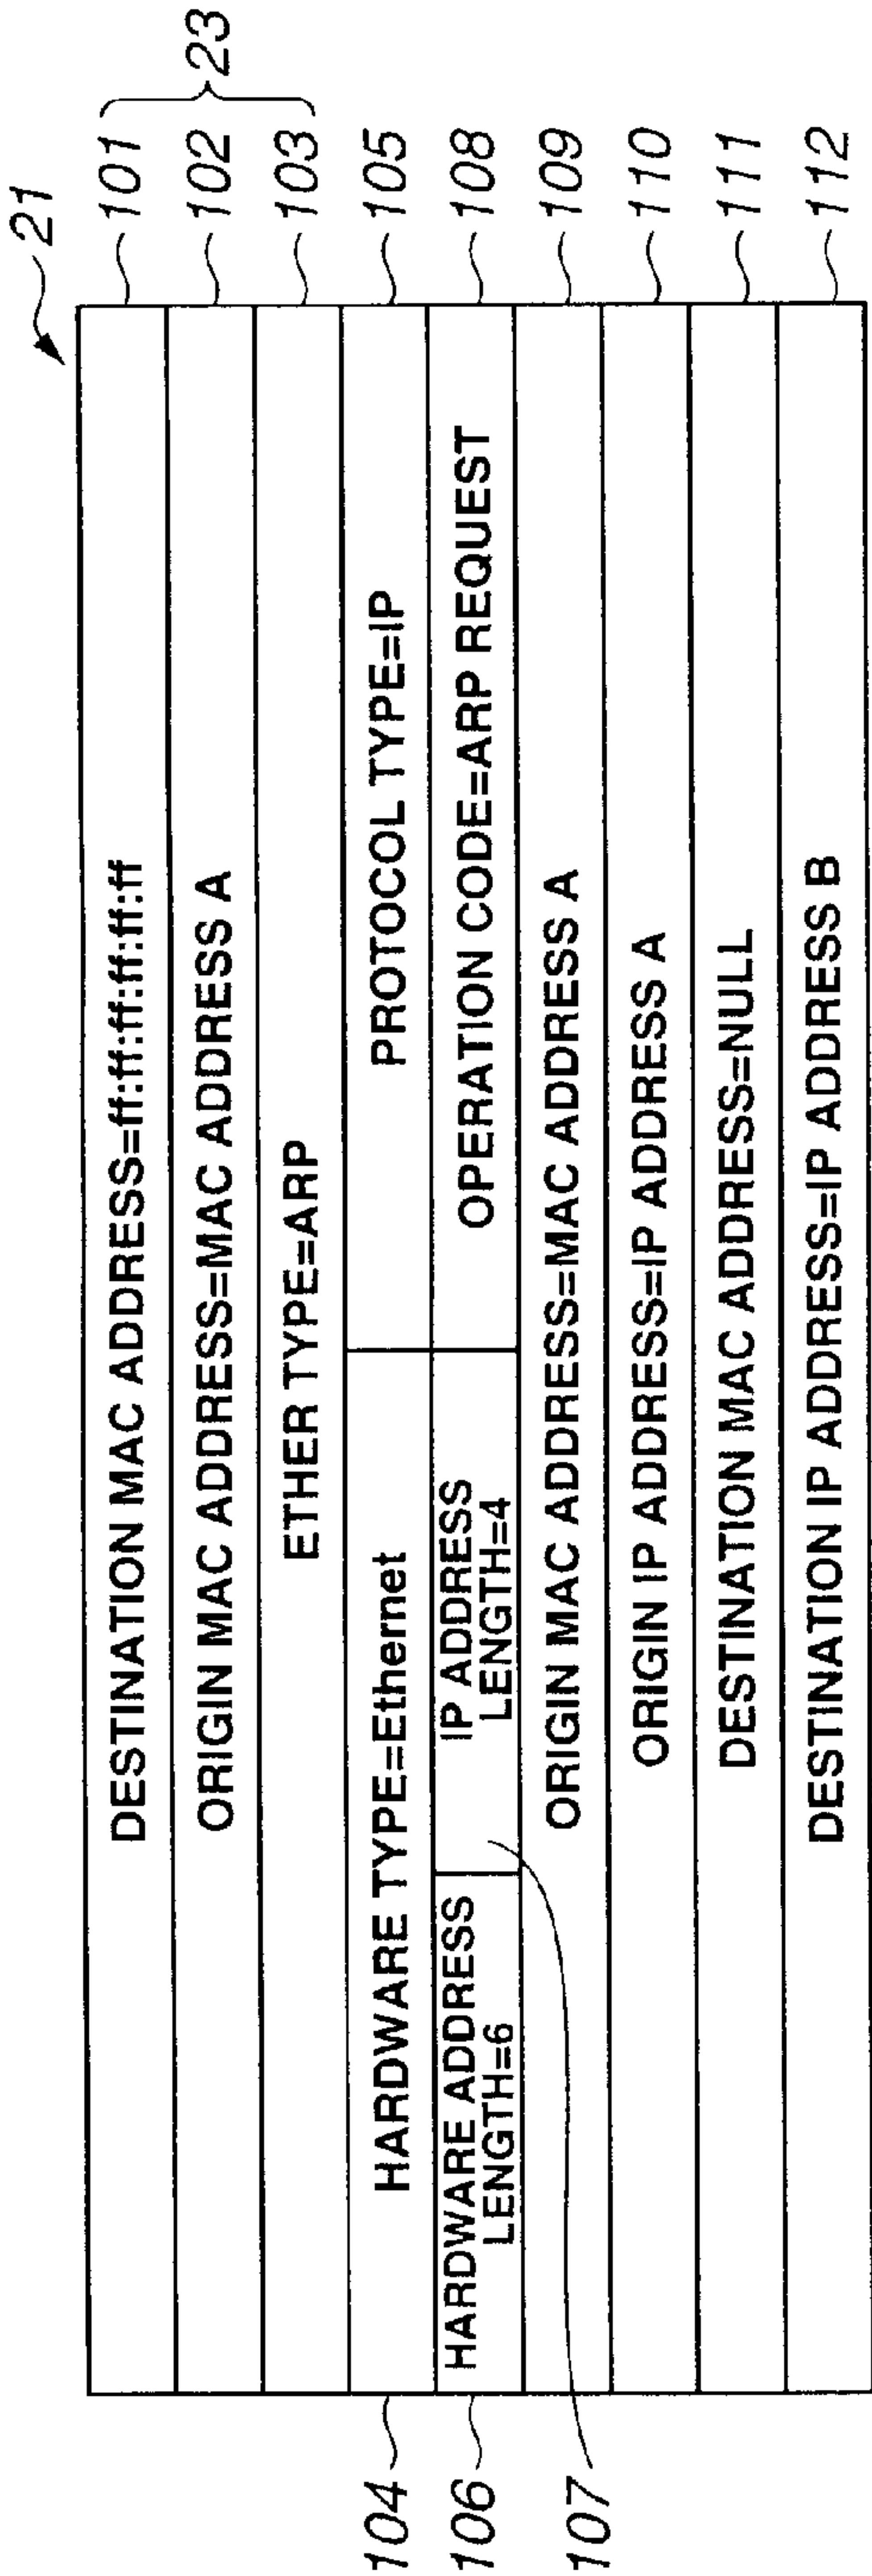 21
23
DESTINATION MAC ADDRESS=ff:ff:ff:ff:ff:ff 101
ORIGIN MAC ADDRESS=MAC ADDRESS A 102
ETHER TYPE=ARP 103
104 HARDWARE TYPE=Ethernet PROTOCOL TYPE=IP 105
106 HARDWARE ADDRESS
LENGTH=6
IP ADDRESS
LENGTH=4
OPERATION CODE=ARP REQUEST 108
107
ORIGIN MAC ADDRESS=MAC ADDRESS A 109
ORIGIN IP ADDRESS=IP ADDRESS A 110
DESTINATION MAC ADDRESS=NULL 111
DESTINATION IP ADDRESS=IP ADDRESS B 112